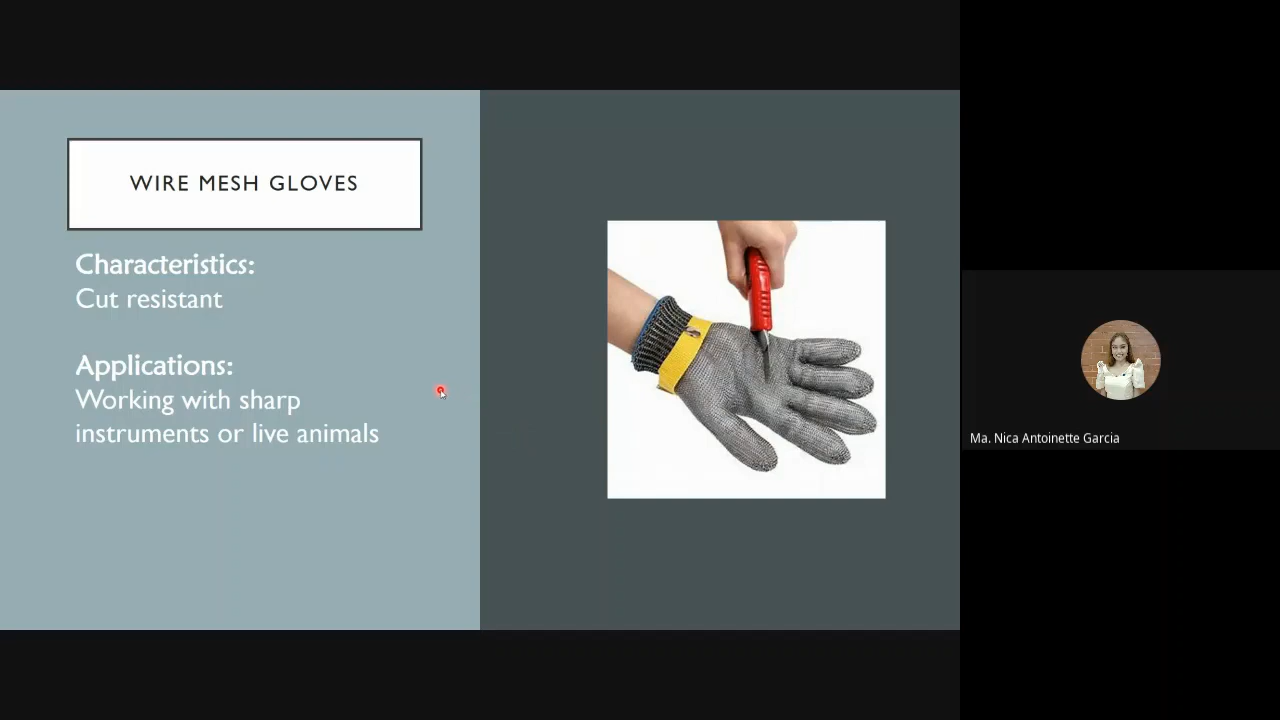 WIRE MESH GLOVES
Characteristics:
Cut resistant
Applications:
Working with sharp
instruments or live animals
Ma. Nica Antoinette Garcia